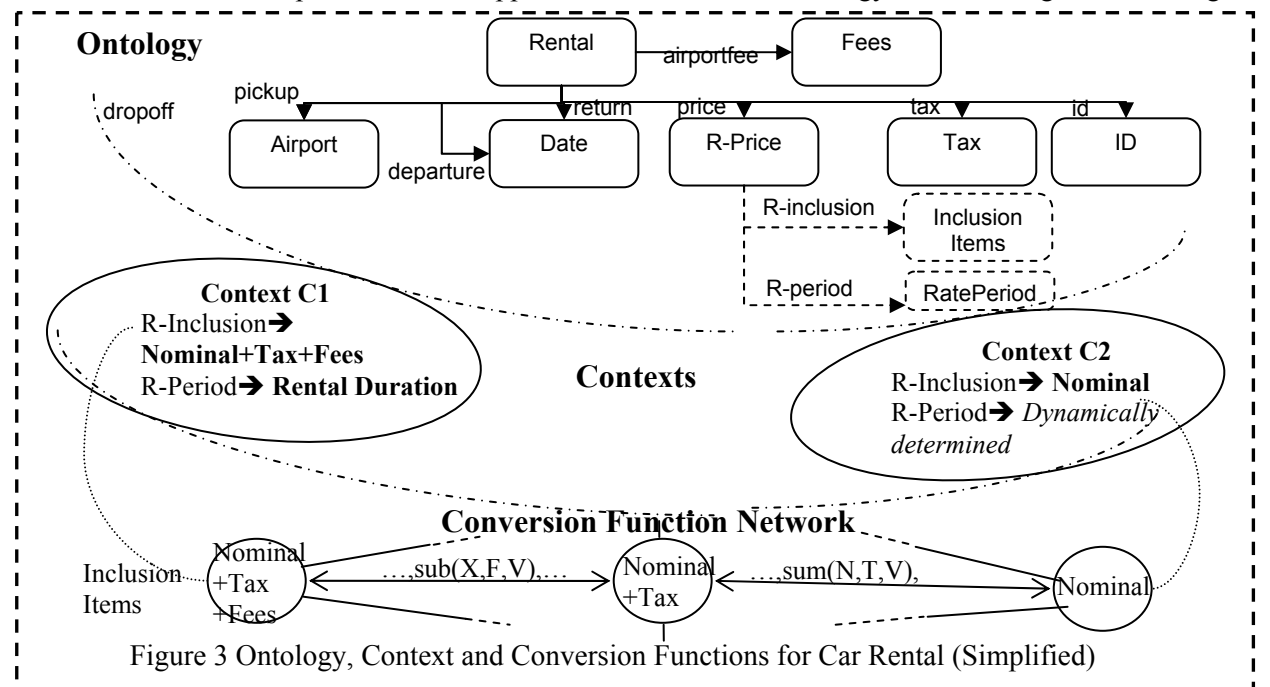 Ontology
Rental
airportfee
Fees
pickup
dropoff
return
price
tax
id
Airport
departure
Date
R-Price
Tax
ID
R-inclusion
Inclusion
Items
R-period
RatePeriod
Context C1
R-Inclusion➔
Nominal+Tax+Fees
R-Period➔ Rental Duration
Contexts
Context C2
R-Inclusion➔ Nominal
R-Period➔ Dynamically
determined
Conversion Function Network
Inclusion
Items
Nominal
+Tax
+Fees
…,sub(X,F,V),…
Nominal
+Tax
…,sum(N,T,V),
Nominal
Figure 3 Ontology, Context and Conversion Functions for Car Rental (Simplified)